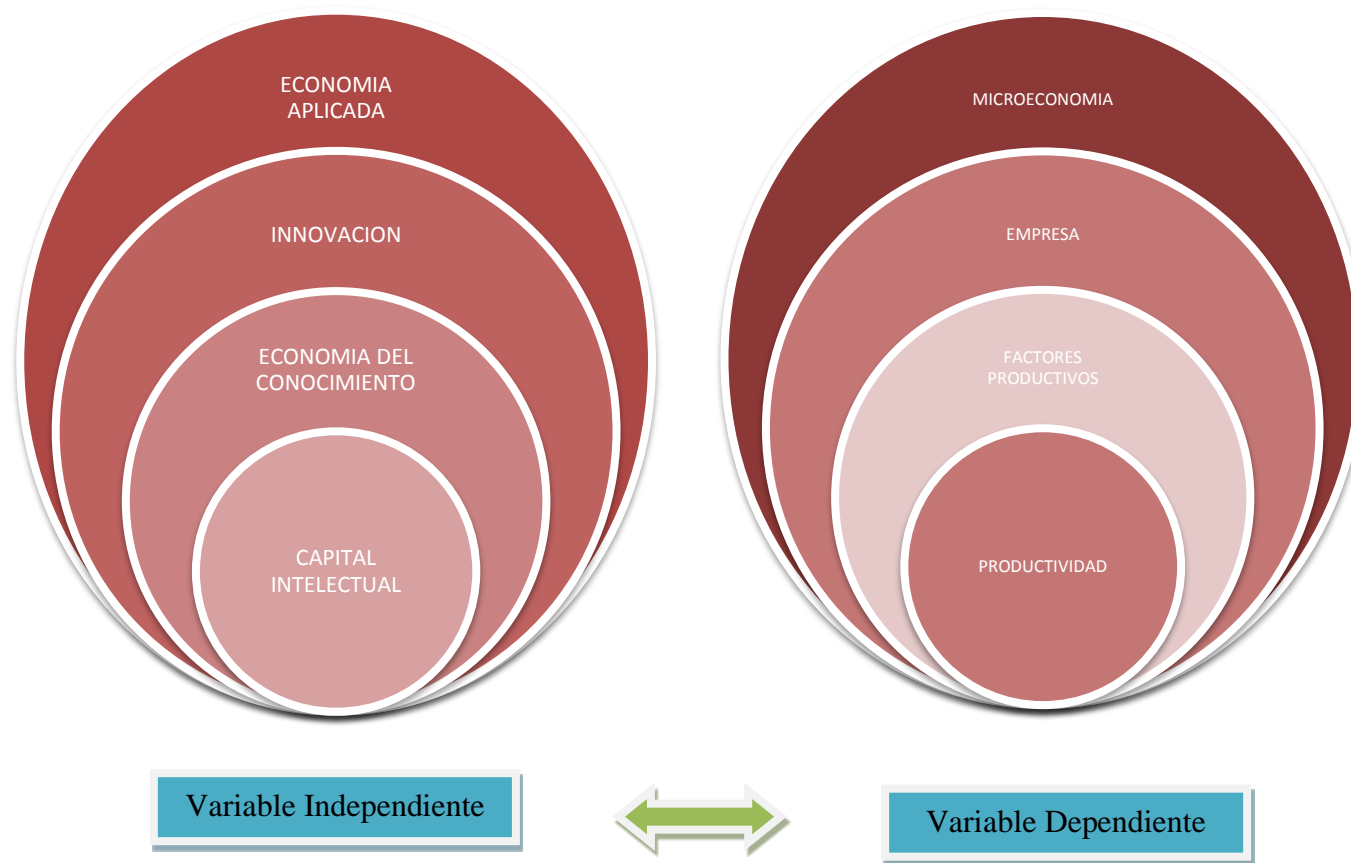 ECONOMIA
APLICADA
INNOVACION
ECONOMIA DEL
CONOCIMIENTO
CAPITAL
INTELECTUAL
MICROECONOMIA
EMPRESA
FACTORES
PRODUCTIVOS
PRODUCTIVIDAD
Variable Independiente
Variable Dependiente